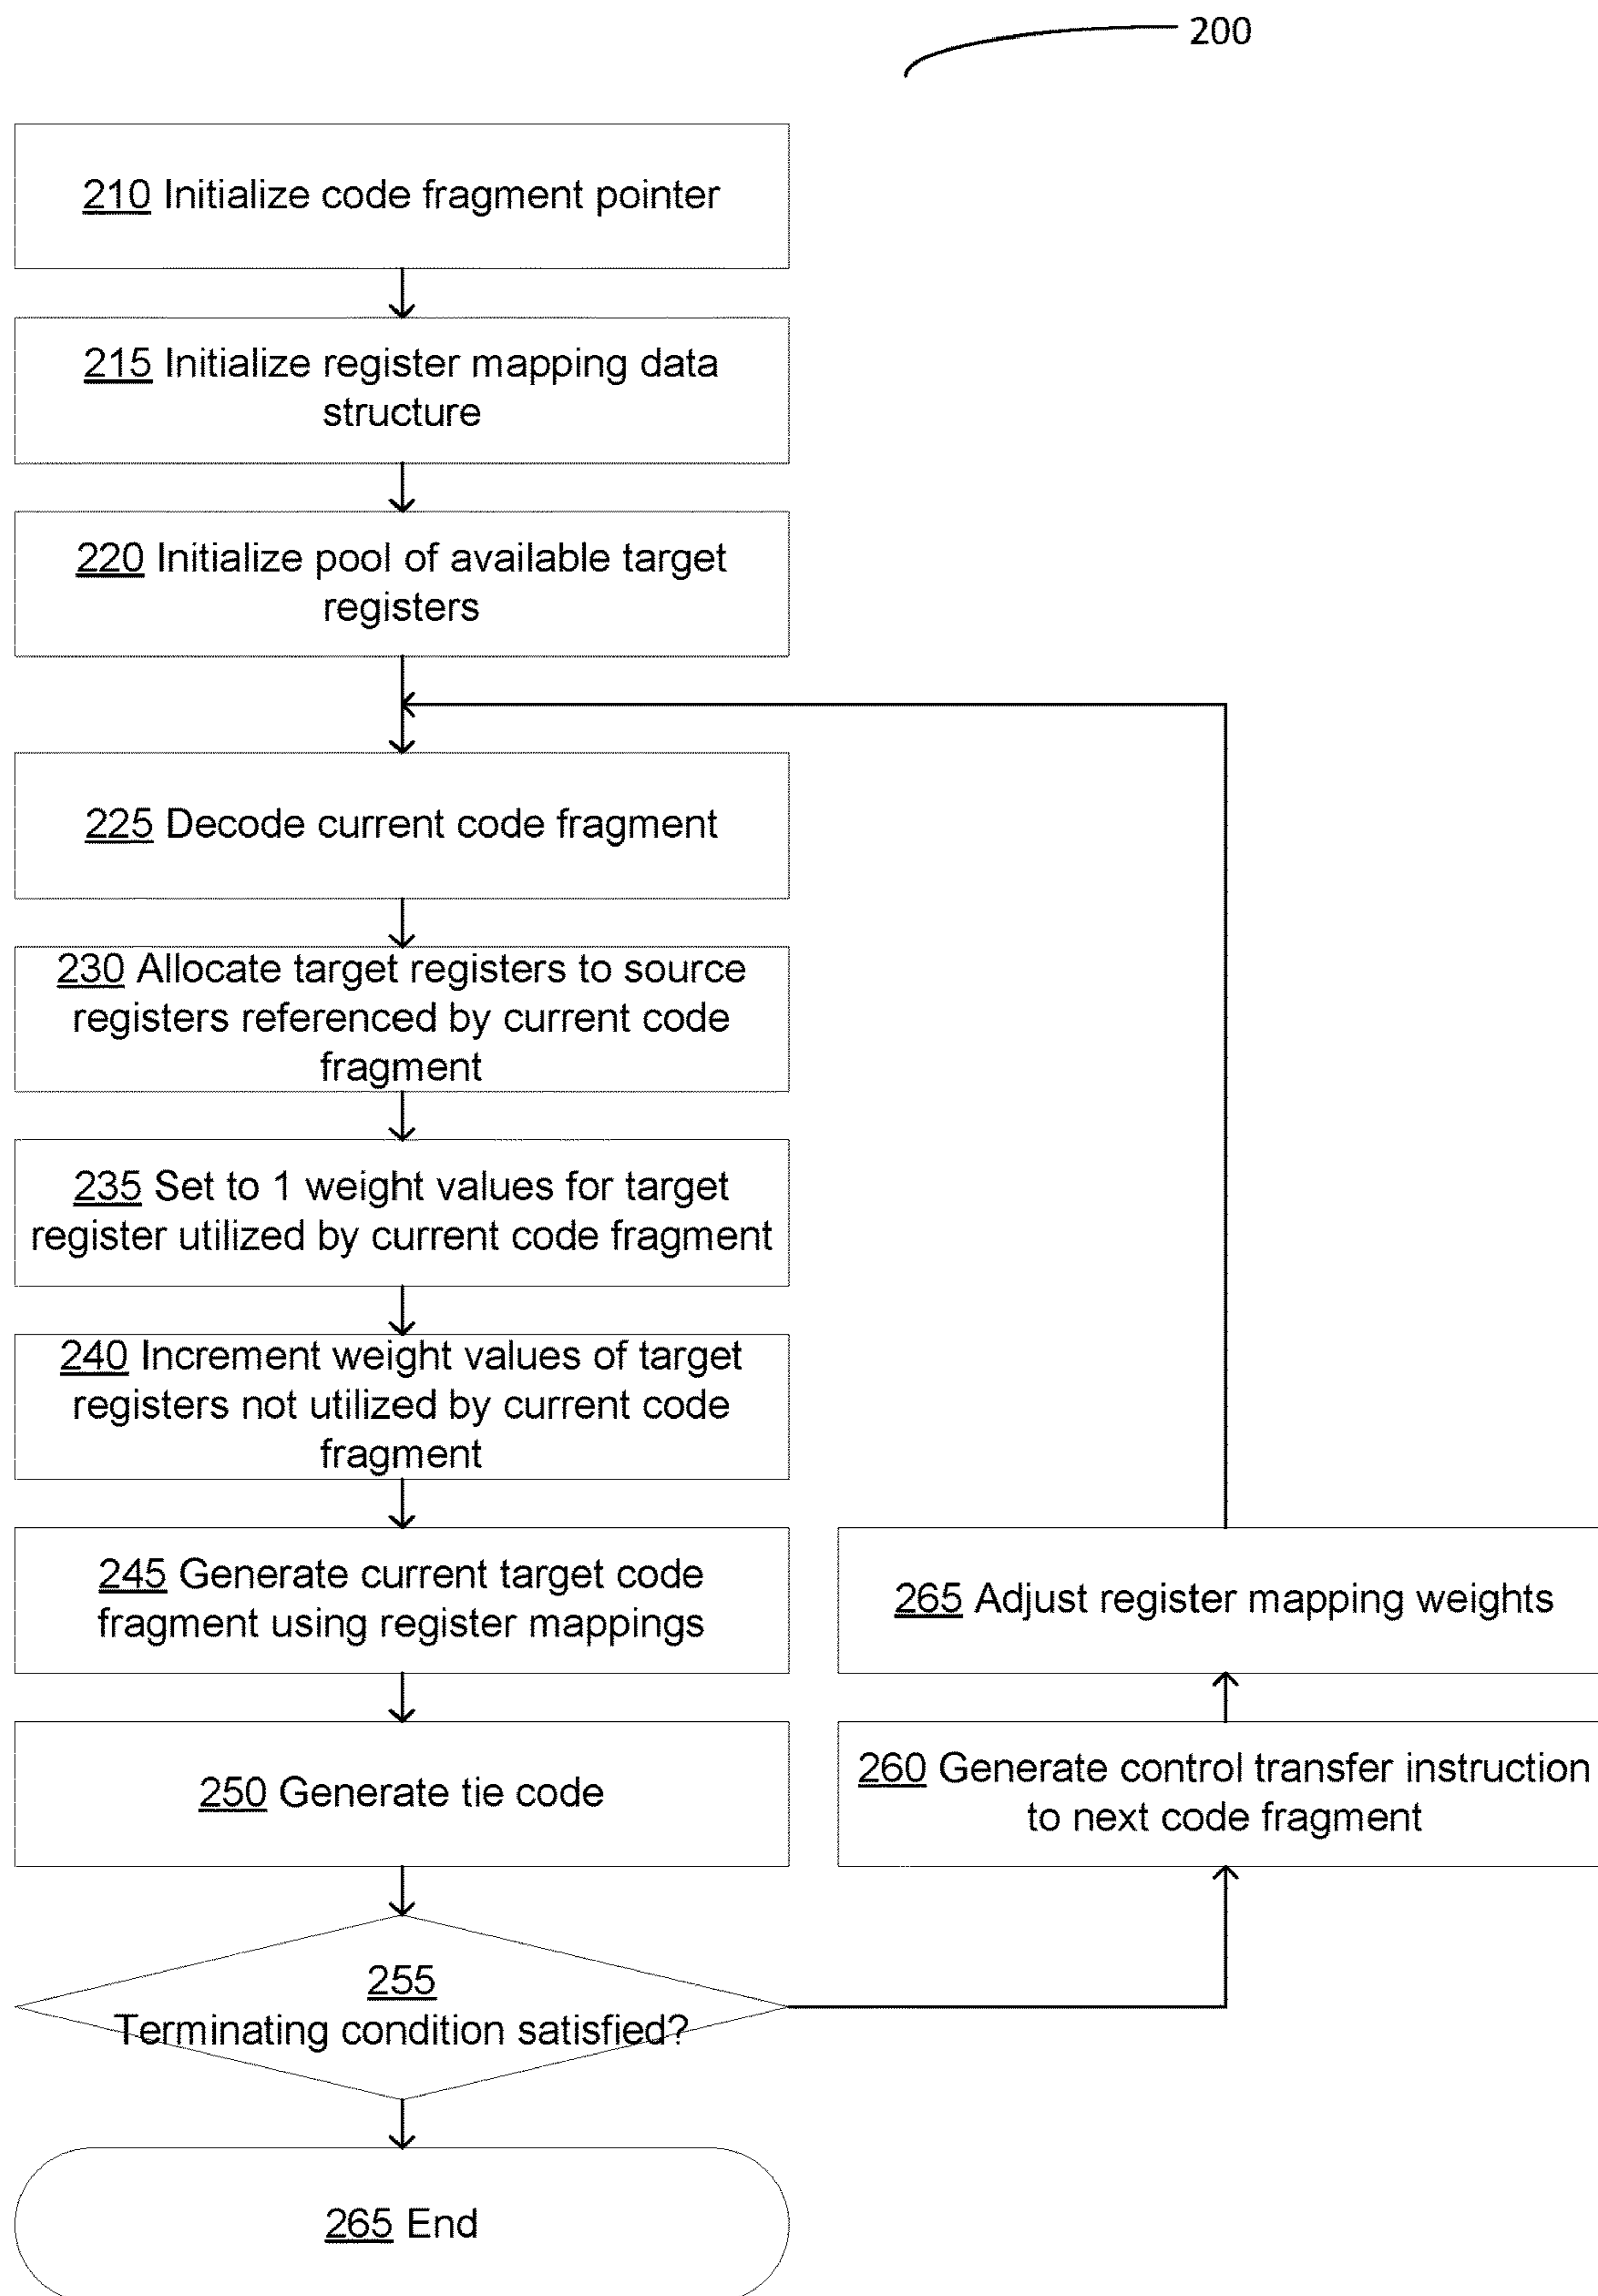 200
210 Initialize code fragment pointer
215 Initialize register mapping data
structure
220 Initialize pool of available target
registers
225 Decode current code fragment
230 Allocate target registers to source
registers referenced by current code
fragment
235 Set to 1 weight values for target
register utilized by current code fragment
240 Increment weight values of target
registers not utilized by current code
fragment
245 Generate current target code
fragment using register mappings
265 Adjust register mapping weights
250 Generate tie code
260 Generate control transfer instruction
to next code fragment
255
Terminating condition satisfied?
265 End